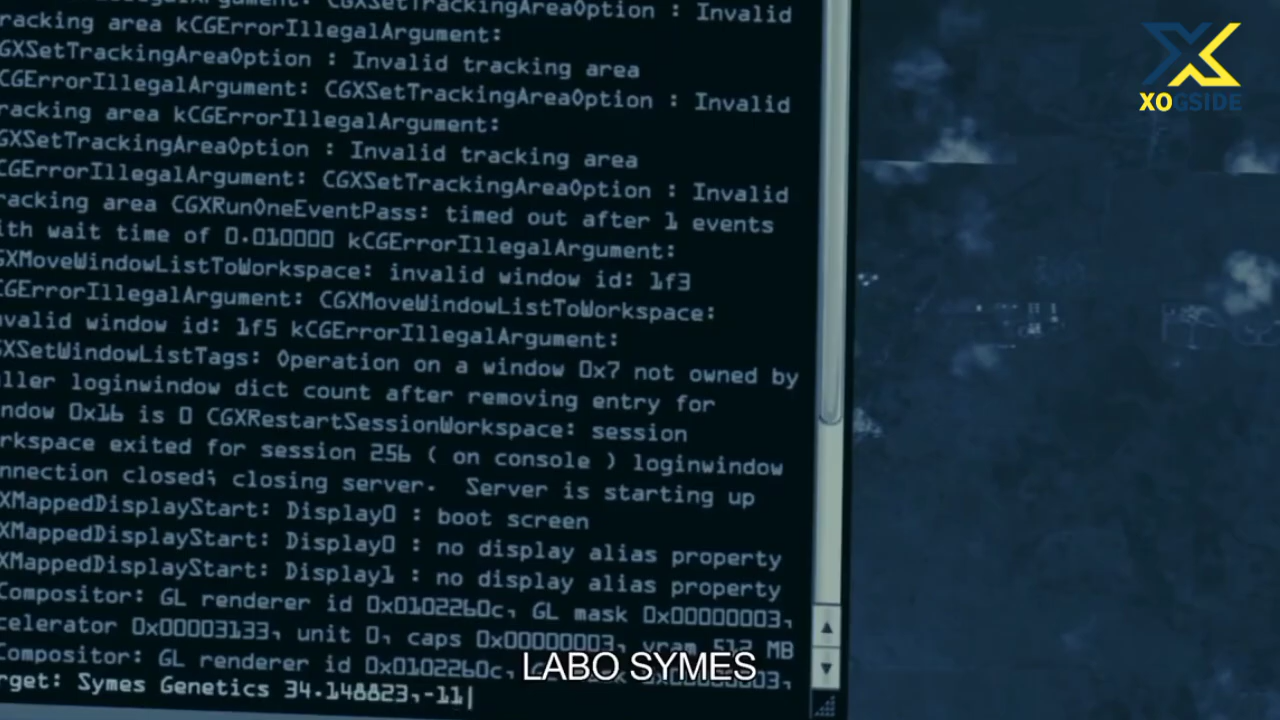 CGXSetTrackingAreaOption : Invalid
racking area kCGErrorIllegalArgument:
GXSetTrackingAreaOption : Invalid tracking area
CGErrorIllegalArgument: CGXSetTrackingAreaOption : Invalid
racking area kCGErrorIllegalArgument:
GXSetTrackingAreaOption : Invalid tracking area
CGErrorIllegalArgument: CGXSetTrackingAreaOption : Invalid
racking area CGXRunOneEventPass: timed out after 1 events
ith wait time of 0.010000 kCGErrorIllegalArgument:
GXMoveWindowListToWorkspace: invalid window id: 1f3
CGErrorIllegalArgument: CGXMoveWindowListToWorkspace:
nvalid window id: 1f5 kCGErrorIllegalArgument:
GXSetWindowListTags: Operation on a window 0x7 not owned by
aller loginwindow dict count after removing entry for
ndow 0x1b is 0 CGXRestartSessionWorkspace: session
rkspace exited for session 256 ( on console ) loginwindow
nnection closed; closing server. Server is starting up
XMappedDisplayStart: Display0 : boot screen
XMappedDisplayStart: Display0 : no display alias property
XMappedDisplayStart: Display1 : no display alias property
Compositor: GL renderer id 0x0102260c, GL mask 0x00000003,
celerator 0x00003133, unit 0, caps 0x00000003, vram 512 MB
Compositor: GL renderer id 0x0102260c,
rget: Symes Genetics 34.148823,-11
LABO SYMES
XOGSIDE